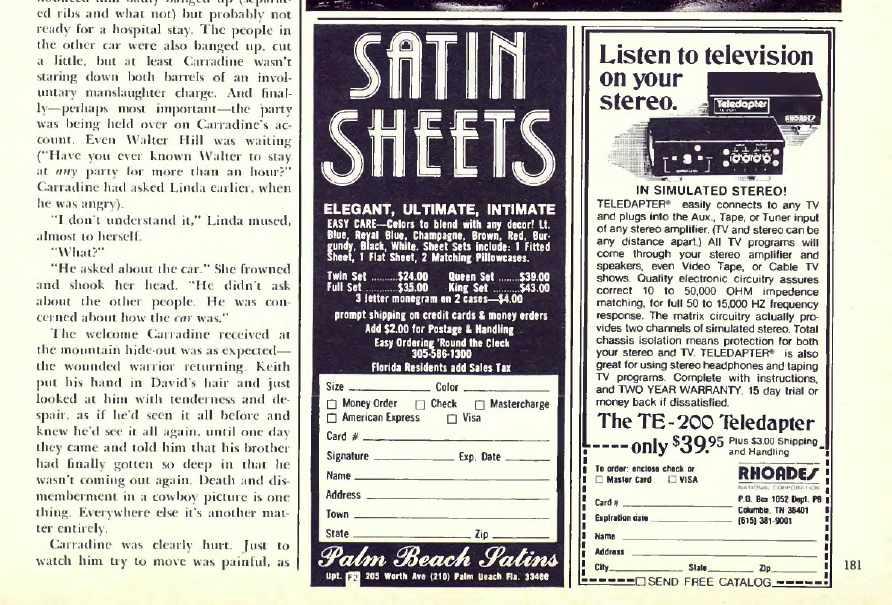 ed ribs and what not) but probably not
ready for a hospital stay. The people in
the other car were also banged up, cut
a little, but at least Carradine wasn't
staring down both barrels of an invol-
untary manslaughter charge. And final-
ly—perhaps most important—the party
was being held over on Carradine's ac-
count. Even Walter Hill was waiting
("Have you ever known Walter to stay
at any party for more than an hour?"
Carradine had asked Linda earlier, when
he was angry).
"I don't understand it," Linda mused,
almost to herself.
"What?"
"He asked about the car." She frowned
and shook her head. "He didn't ask
about the other people. He was con-
cerned about how the car was."
The welcome Carradine received at
the mountain hide-out was as expected—
the wounded warrior returning. Keith
put his hand in David's hair and just
looked at him with tenderness and de-
spair, as if he'd seen it all before and
knew he'd see it all again, until one day
they came and told him that his brother
had finally gotten so deep in that he
wasn't coming out again. Death and dis-
memberment in a cowboy picture is one
thing. Everywhere else it's another mat-
ter entirely.
Carradine was clearly hurt. Just to
watch him try to move was painful, as
SATIN
SHEETS
ELEGANT, ULTIMATE, INTIMATE
EASY CARE—Colors to blend with any decor! Lt.
Blue, Royal Blue, Champagne, Brown, Red, Bur-
gundy, Black, White. Sheet Sets include: 1 Fitted
Sheet, 1 Flat Sheet, 2 Matching Pillowcases.
Twin Set ..........$24.00 Queen Set .......$39.00
Full Set ..........$35.00 King Set ........$43.00
3 letter monogram on 2 cases—$4.00
prompt shipping on credit cards & money orders
Add $2.00 for Postage & Handling
Easy Ordering 'Round the Clock
305-586-1300
Florida Residents add Sales Tax
Size Color
Money Order Check Mastercharge
American Express Visa
Card #
Signature Exp. Date
Name
Address
Town
State Zip
Palm Beach Satins
F2 205 Worth Ave (210) Palm Beach Fla. 33480
Listen to television
on your
stereo.
Teledapter
RHOADES
IN SIMULATED STEREO!
TELEDAPTER® easily connects to any TV
and plugs into the Aux., Tape, or Tuner input
of any stereo amplifier. (TV and stereo can be
any distance apart.) All TV programs will
come through your stereo amplifier and
speakers, even Video Tape, or Cable TV
shows. Quality electronic circuitry assures
correct 10 to 50,000 OHM impedence
matching, for full 50 to 15,000 HZ frequency
response. The matrix circuitry actually pro-
vides two channels of simulated stereo. Total
chassis isolation means protection for both
your stereo and TV. TELEDAPTER® is also
great for using stereo headphones and taping
TV programs. Complete with instructions,
and TWO YEAR WARRANTY. 15 day trial or
money back if dissatisfied.
The TE-200 Teledapter
only $39.95 Plus $3.00 Shipping
and Handling
To order: enclose check or
Master Card VISA
RHOADES
NATIONAL CORPORATION
P.O. Box 1052 Dept. PB
Columbia, TN 38401
(615) 381-9001
Card #
Expiration date
Name
Address
City State Zip
SEND FREE CATALOG
181